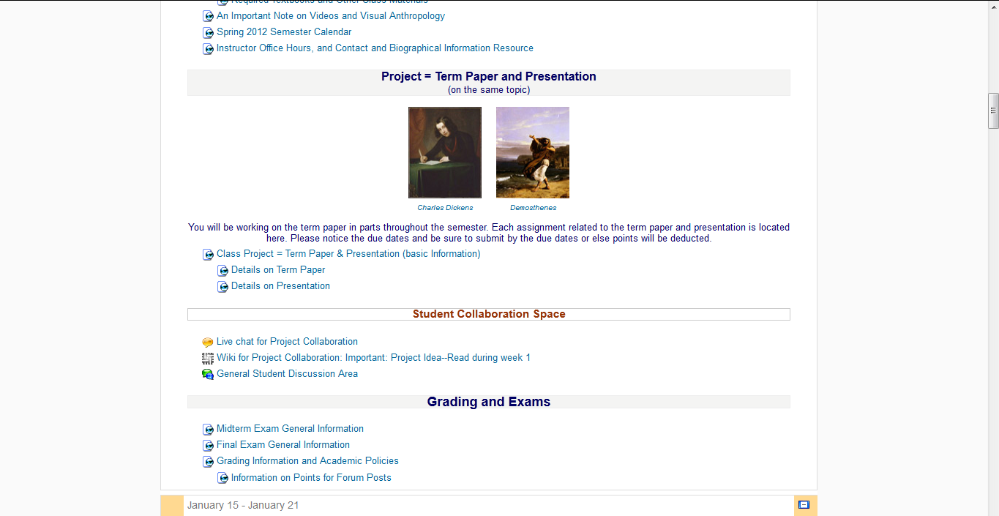 Required Textbooks and Other Class Materials
An Important Note on Videos and Visual Anthropology
Spring 2012 Semester Calendar
Instructor Office Hours, and Contact and Biographical Information Resource
Project = Term Paper and Presentation
(on the same topic)
Charles Dickens
Demosthenes
You will be working on the term paper in parts throughout the semester. Each assignment related to the term paper and presentation is located
here. Please notice the due dates and be sure to submit by the due dates or else points will be deducted.
Class Project = Term Paper & Presentation (basic Information)
Details on Term Paper
Details on Presentation
Student Collaboration Space
Live chat for Project Collaboration
Wiki for Project Collaboration: Important: Project Idea--Read during week 1
General Student Discussion Area
Grading and Exams
Midterm Exam General Information
Final Exam General Information
Grading Information and Academic Policies
Information on Points for Forum Posts
January 15 - January 21